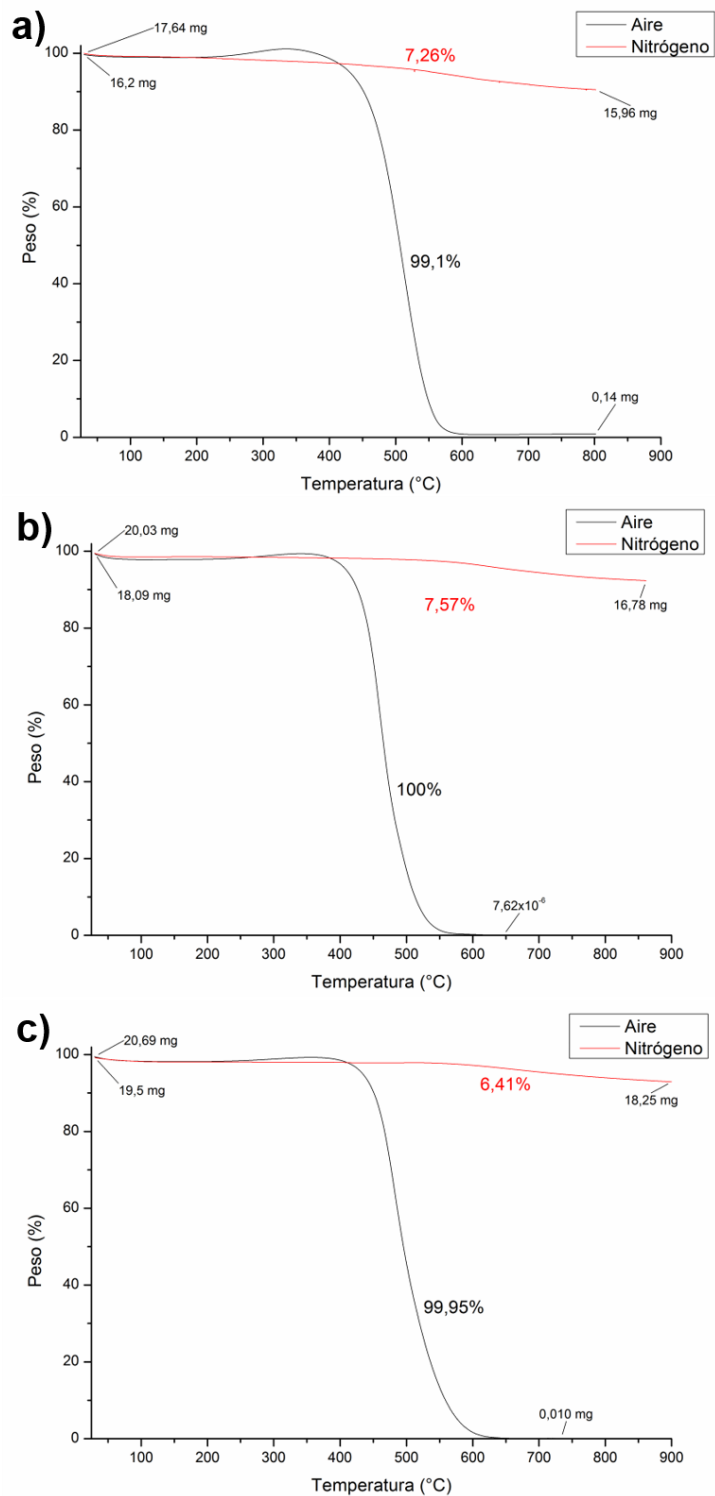 a)
17,64 mg
Aire
7,26%
Nitrógeno
100
16,2 mg
15,96 mg
80
60
Peso (%)
99,1%
40
20
0,14 mg
0
100 200 300 400 500 600 700 800 900
Temperatura (°C)
b)
20,03 mg
Aire
Nitrógeno
100
18,09 mg
7,57%
16,78 mg
80
60
Peso (%)
40
100%
20
7,62x10⁻⁶
0
100 200 300 400 500 600 700 800 900
Temperatura (°C)
c)
20,69 mg
Aire
Nitrógeno
100
19,5 mg
6,41%
18,25 mg
80
60
Peso (%)
40
99,95%
20
0,010 mg
0
100 200 300 400 500 600 700 800 900
Temperatura (°C)